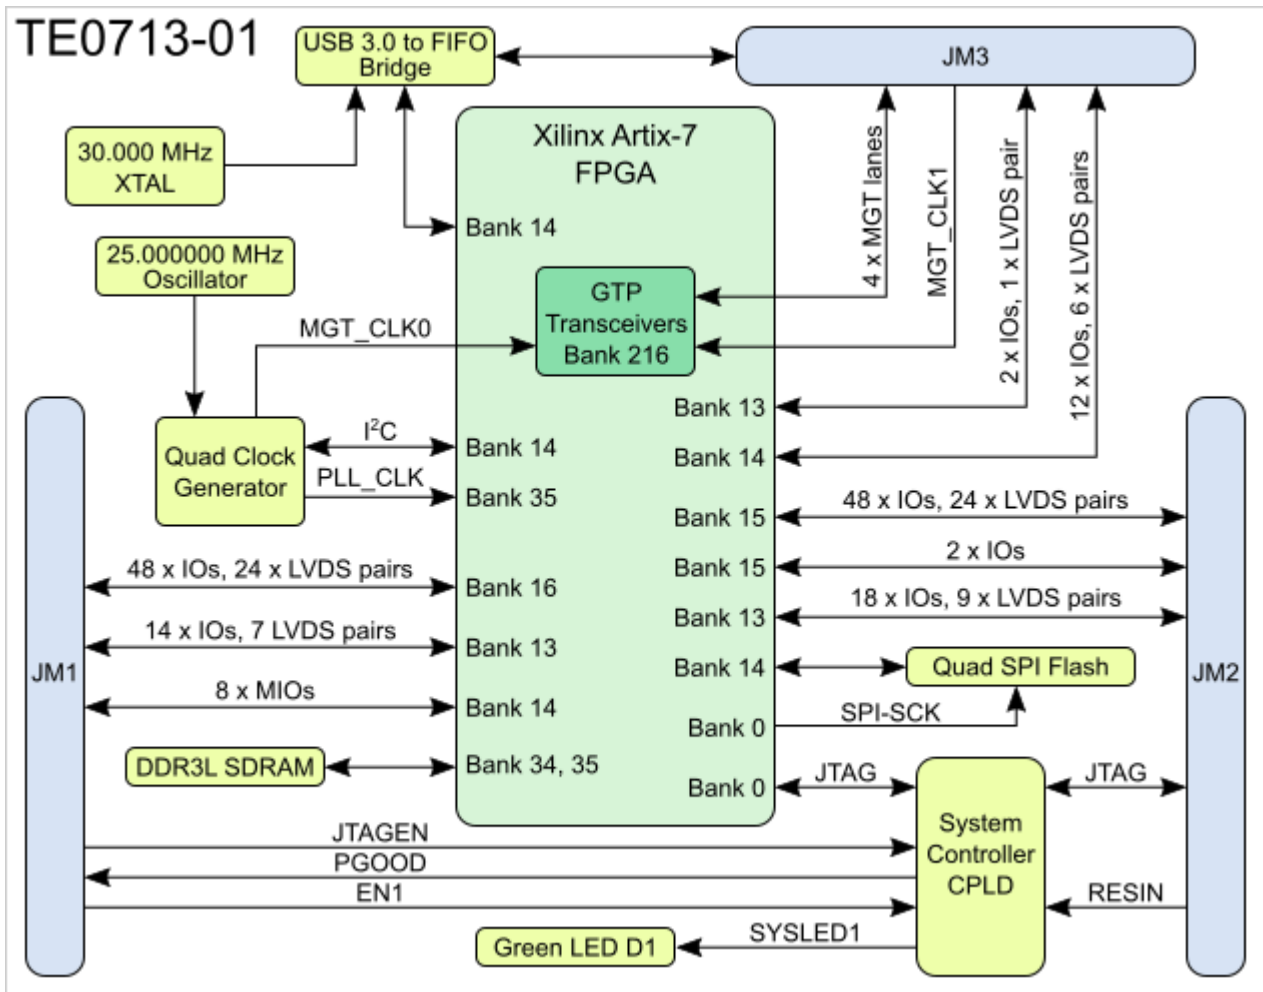 TE0713-01
USB 3.0 to FIFO
Bridge
JM3
30.000 MHz
XTAL
Xilinx Artix-7
FPGA
4 x MGT lanes
MGT_CLK1
2 x IOs, 1 x LVDS pair
12 x IOs, 6 x LVDS pairs
Bank 14
25.000000 MHz
Oscillator
GTP
Transceivers
Bank 216
MGT_CLK0
Bank 13
Quad Clock
Generator
I²C
Bank 14
Bank 14
PLL_CLK
Bank 35
Bank 15
48 x IOs, 24 x LVDS pairs
Bank 15
2 x IOs
48 x IOs, 24 x LVDS pairs
Bank 16
Bank 13
18 x IOs, 9 x LVDS pairs
14 x IOs, 7 LVDS pairs
Bank 13
Bank 14
Quad SPI Flash
JM1
JM2
8 x MIOs
Bank 14
Bank 0
SPI-SCK
DDR3L SDRAM
Bank 34, 35
Bank 0
JTAG
JTAG
System
Controller
CPLD
JTAGEN
PGOOD
EN1
RESIN
Green LED D1
SYSLED1